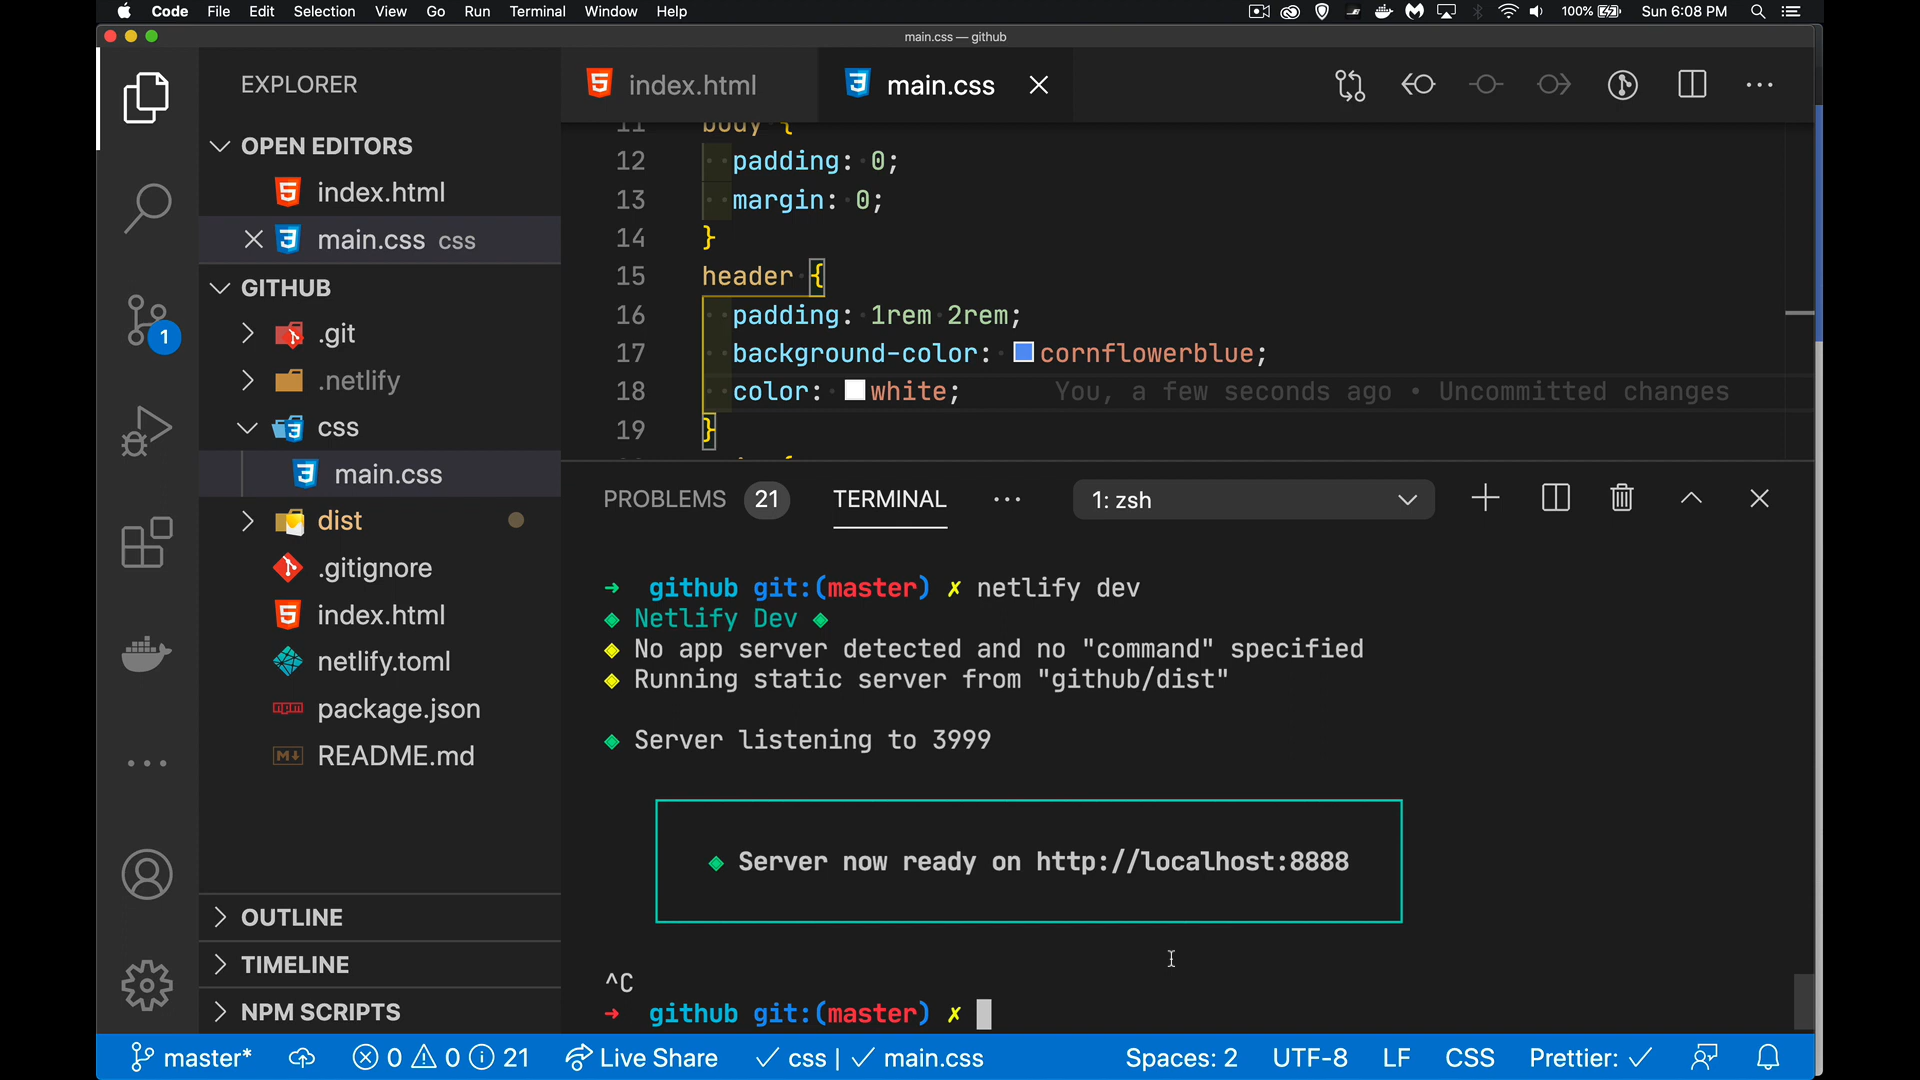 Code File Edit Selection View Go Run Terminal Window Help 100% Sun 6:08 PM
main.css — github
EXPLORER
OPEN EDITORS
index.html
main.css css
GITHUB
.git
.netlify
css
main.css
dist
.gitignore
index.html
netlify.toml
package.json
README.md
OUTLINE
TIMELINE
NPM SCRIPTS
1
index.html main.css
11 body {
12 padding: 0;
13 margin: 0;
14 }
15 header {
16 padding: 1rem 2rem;
17 background-color: cornflowerblue;
18 color: white; You, a few seconds ago • Uncommitted changes
19 }
PROBLEMS 21 TERMINAL ··· 1: zsh
➜ github git:(master) ✗ netlify dev
◈ Netlify Dev ◈
◈ No app server detected and no "command" specified
◈ Running static server from "github/dist"
◈ Server listening to 3999
◈ Server now ready on http://localhost:8888
^C
➜ github git:(master) ✗
master* 0 0 21 Live Share ✓ css | ✓ main.css Spaces: 2 UTF-8 LF CSS Prettier: ✓